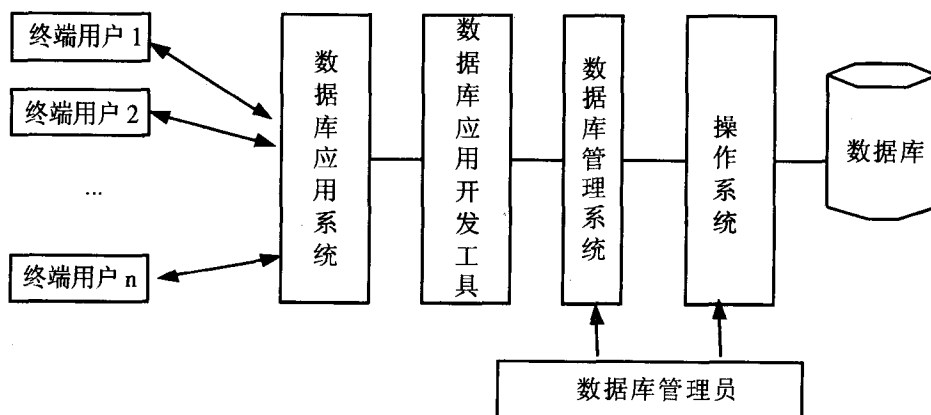 终端用户 1
终端用户 2
...
终端用户 n
数据库应用系统
数据库应用开发工具
数据库管理系统
操作系统
数据库
数据库管理员